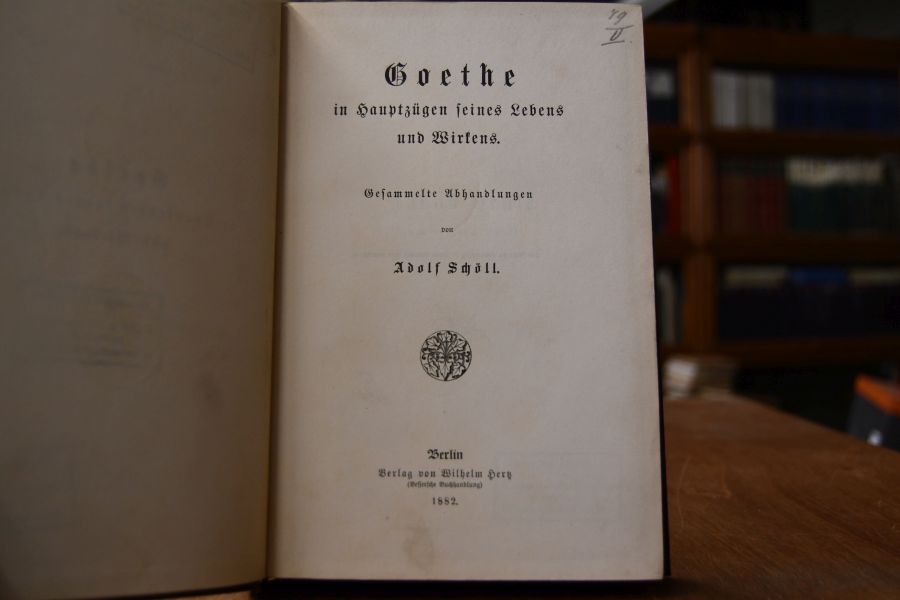 Goethe
in Hauptzügen seines Lebens
und Wirkens.
Gesammelte Abhandlungen
von
Adolf Schöll.
Berlin
Verlag von Wilhelm Hertz
(Bessersche Buchhandlung)
1882.